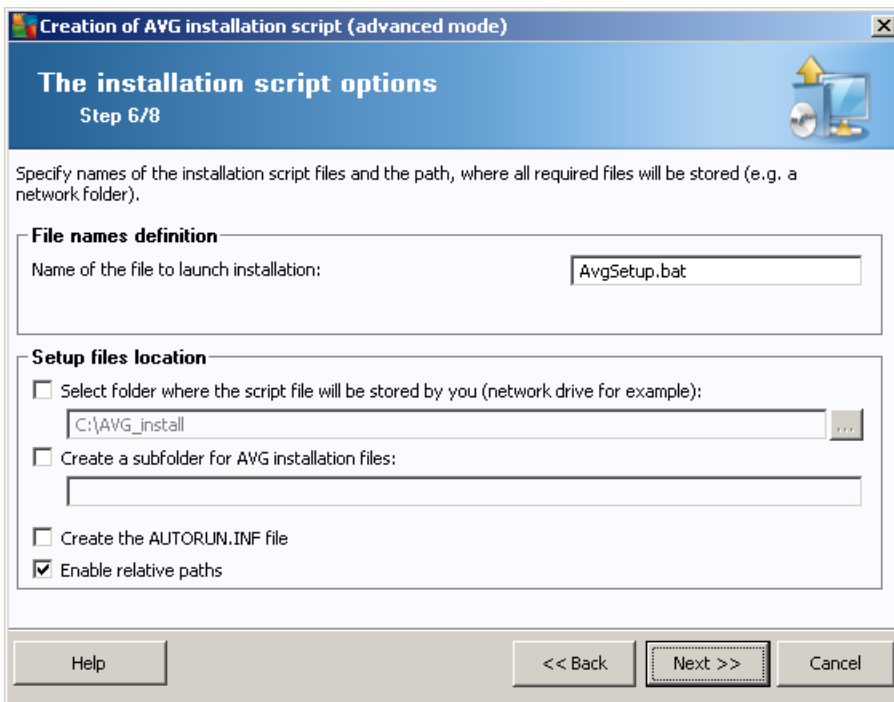 Creation of AVG installation script (advanced mode)
The installation script options
Step 6/8
Specify names of the installation script files and the path, where all required files will be stored (e.g. a
network folder).
File names definition
Name of the file to launch installation:
AvgSetup.bat
Setup files location
Select folder where the script file will be stored by you (network drive for example):
C:\AVG_install
...
Create a subfolder for AVG installation files:
Create the AUTORUN.INF file
Enable relative paths
Help
<< Back
Next >>
Cancel